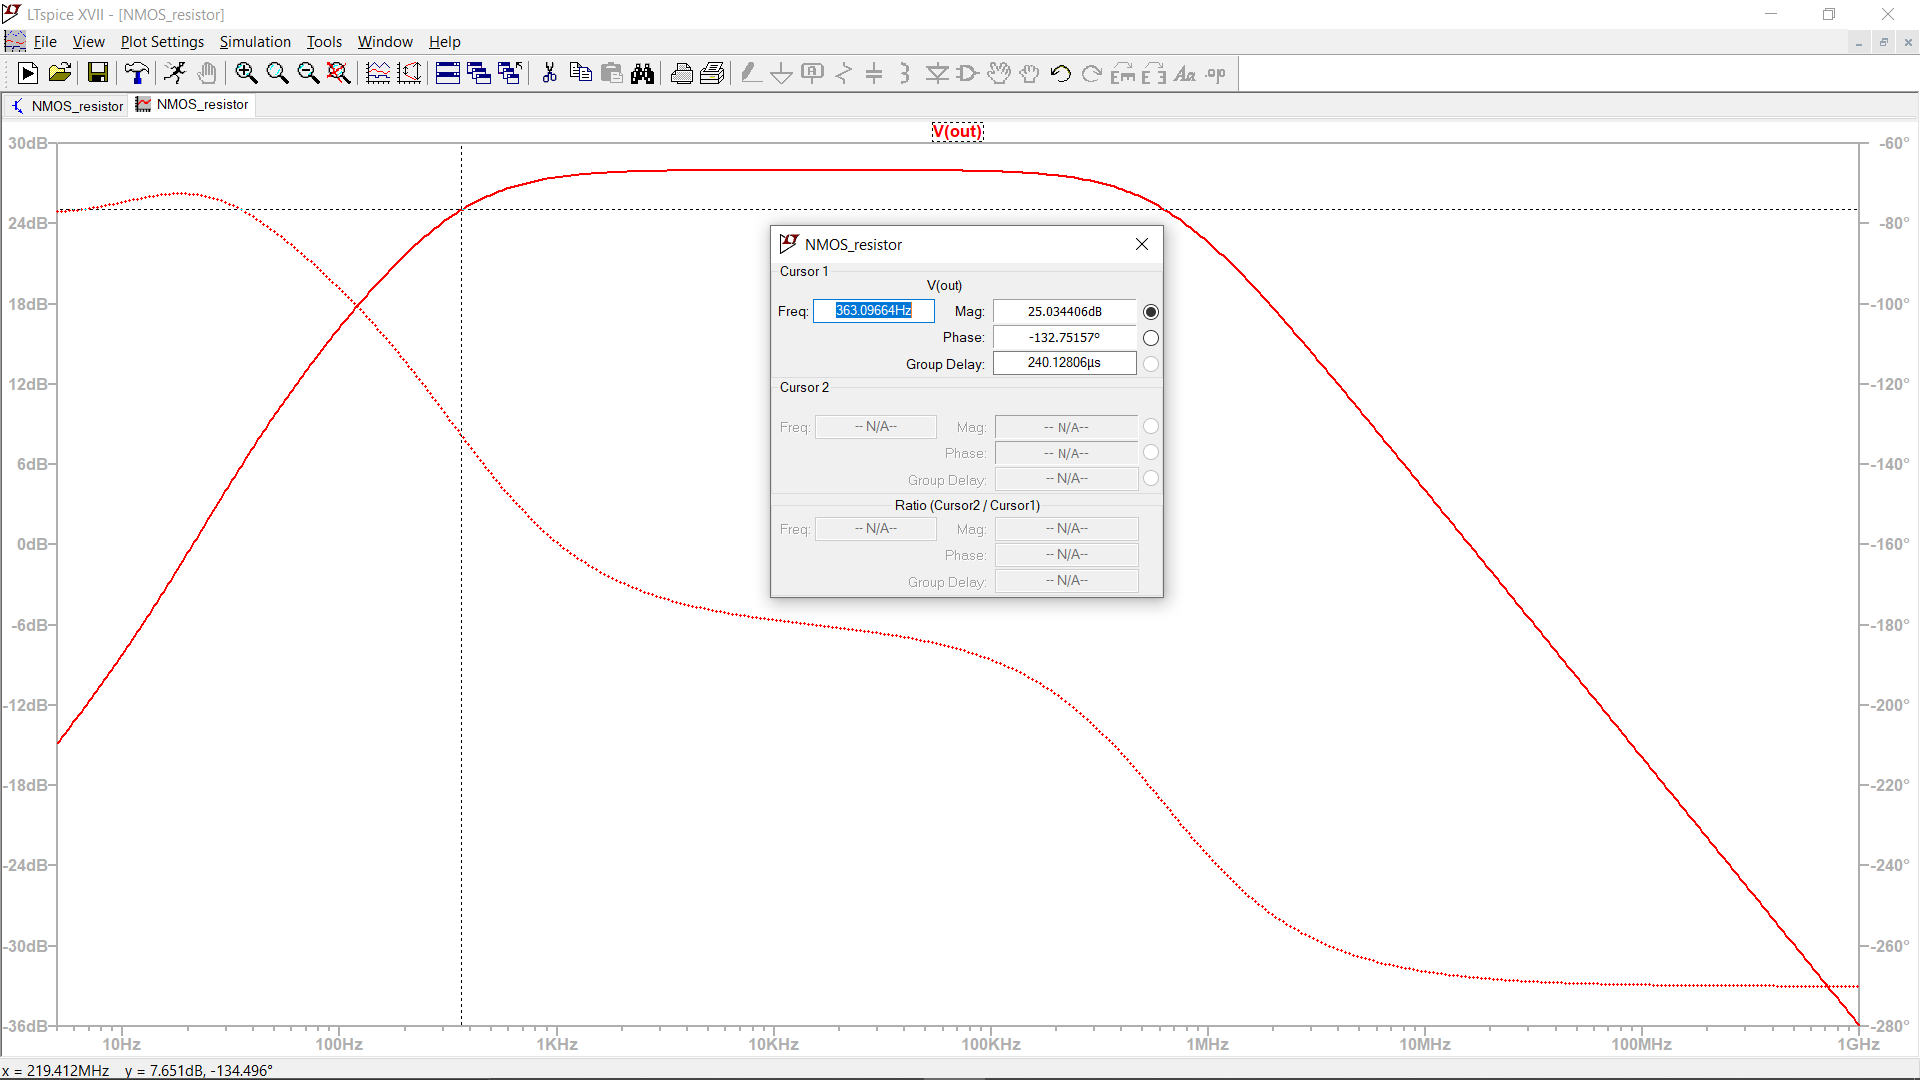 LTspice XVII - [NMOS_resistor]
File View Plot Settings Simulation Tools Window Help
NMOS_resistor NMOS_resistor
V(out)
30dB
24dB
18dB
12dB
6dB
0dB
-6dB
-12dB
-18dB
-24dB
-30dB
-36dB
-60°
-80°
-100°
-120°
-140°
-160°
-180°
-200°
-220°
-240°
-260°
-280°
10Hz 100Hz 1KHz 10KHz 100KHz 1MHz 10MHz 100MHz 1GHz
NMOS_resistor
Cursor 1
V(out)
Freq: 363.09664Hz Mag: 25.034406dB
Phase: -132.75157°
Group Delay: 240.12806µs
Cursor 2
Freq: -- N/A-- Mag: -- N/A--
Phase: -- N/A--
Group Delay: -- N/A--
Ratio (Cursor2 / Cursor1)
Freq: -- N/A-- Mag: -- N/A--
Phase: -- N/A--
Group Delay: -- N/A--
x = 219.412MHz y = 7.651dB, -134.496°